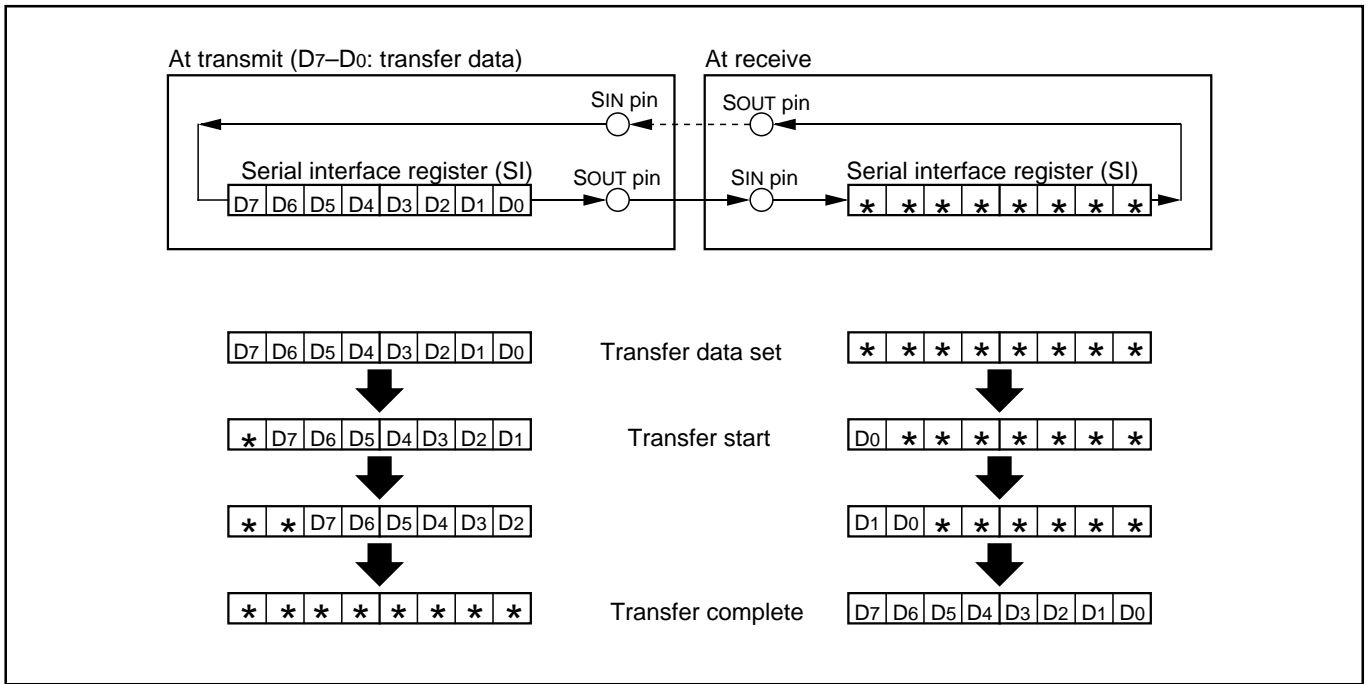 At transmit (D7–D0: transfer data)
At receive
SIN pin
SOUT pin
Serial interface register (SI)
SOUT pin
SIN pin
Serial interface register (SI)
D7 D6 D5 D4 D3 D2 D1 D0
* * * * * * * *
D7 D6 D5 D4 D3 D2 D1 D0
Transfer data set
* * * * * * * *
* D7 D6 D5 D4 D3 D2 D1
Transfer start
D0 * * * * * * *
* * D7 D6 D5 D4 D3 D2
D1 D0 * * * * * *
* * * * * * * *
Transfer complete
D7 D6 D5 D4 D3 D2 D1 D0